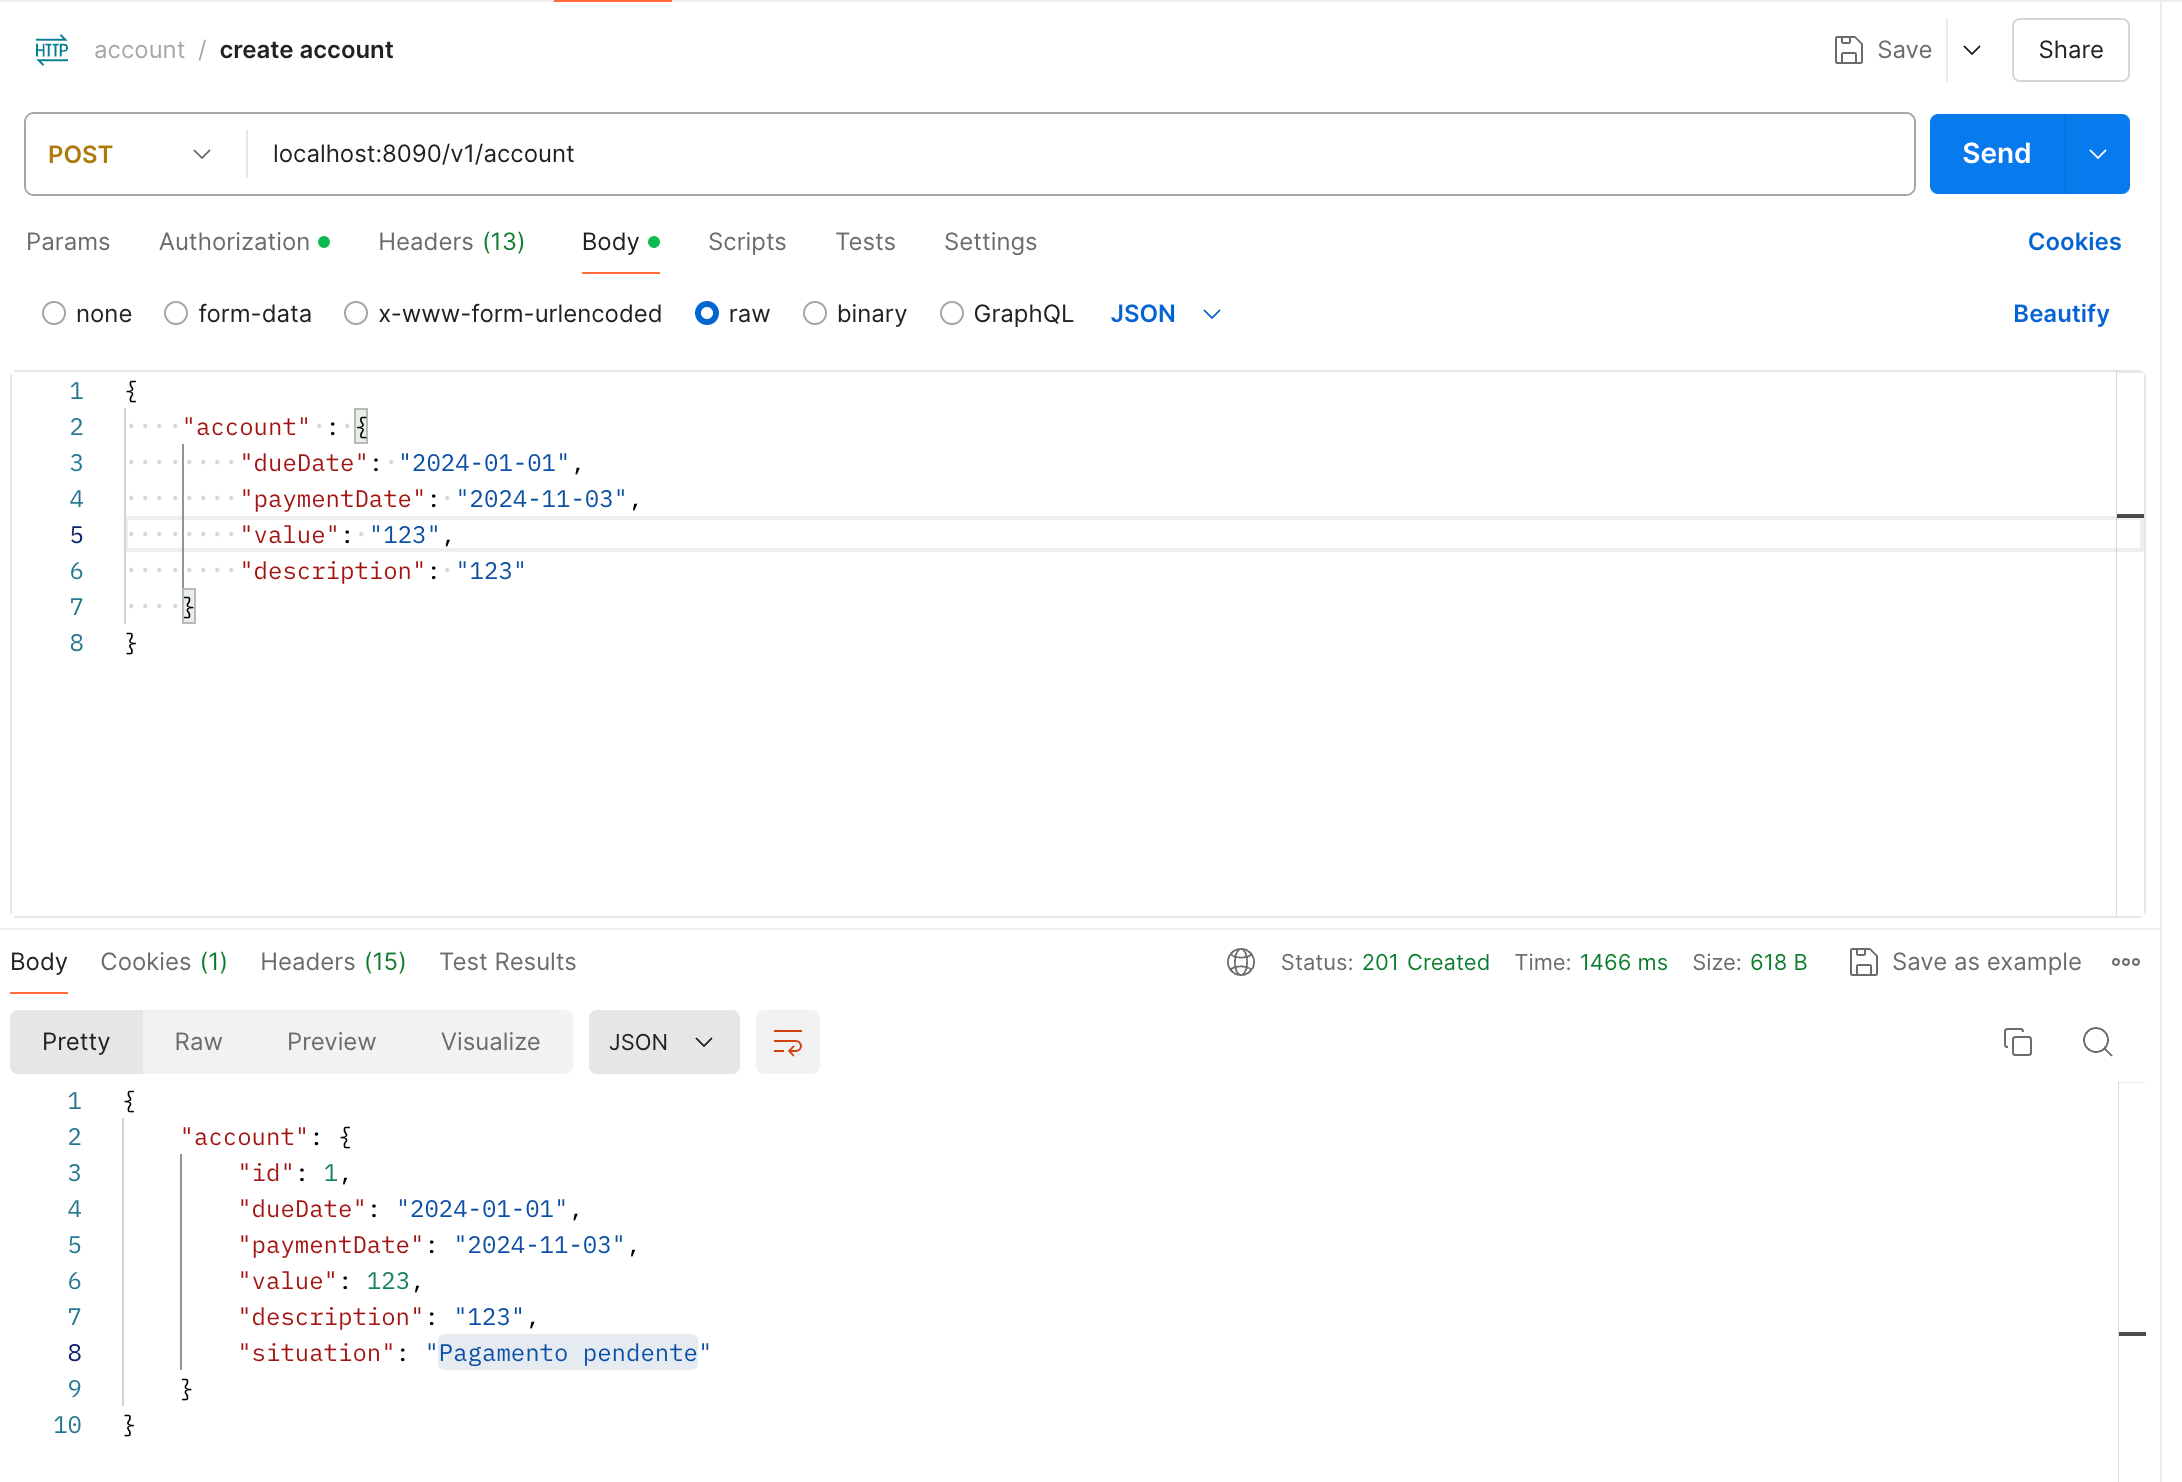 HTTP account / create account Save Share
POST localhost:8090/v1/account Send
Params Authorization Headers (13) Body Scripts Tests Settings Cookies
none form-data x-www-form-urlencoded raw binary GraphQL JSON Beautify
1 {
2 "account" : {
3 "dueDate": "2024-01-01",
4 "paymentDate": "2024-11-03",
5 "value": "123",
6 "description": "123"
7 }
8 }
Body Cookies (1) Headers (15) Test Results Status: 201 Created Time: 1466 ms Size: 618 B Save as example
Pretty Raw Preview Visualize JSON
1 {
2 "account": {
3 "id": 1,
4 "dueDate": "2024-01-01",
5 "paymentDate": "2024-11-03",
6 "value": 123,
7 "description": "123",
8 "situation": "Pagamento pendente"
9 }
10 }